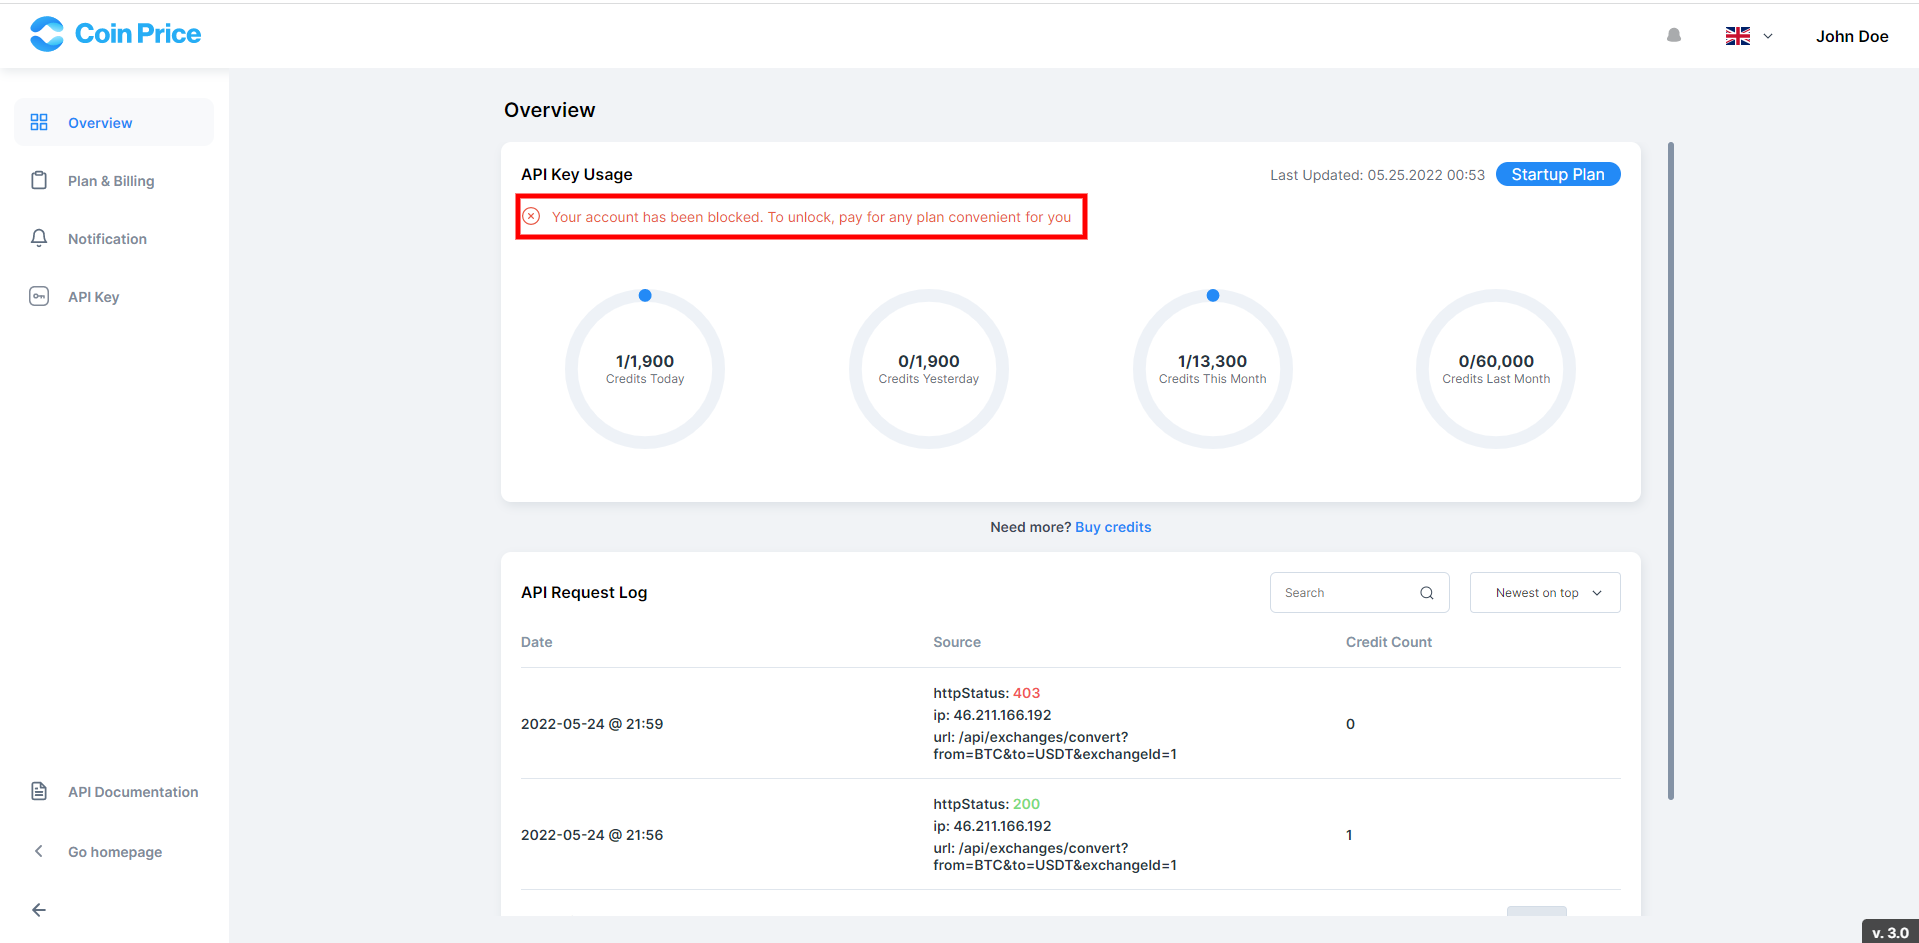 Coin Price
John Doe
Overview
Plan & Billing
Notification
API Key
API Documentation
Go homepage
Overview
API Key Usage
Last Updated: 05.25.2022 00:53
Startup Plan
Your account has been blocked. To unlock, pay for any plan convenient for you
1/1,900
Credits Today
0/1,900
Credits Yesterday
1/13,300
Credits This Month
0/60,000
Credits Last Month
Need more? Buy credits
API Request Log
Search
Newest on top
Date
Source
Credit Count
2022-05-24 @ 21:59
httpStatus: 403
ip: 46.211.166.192
url: /api/exchanges/convert?
from=BTC&to=USDT&exchangeId=1
0
2022-05-24 @ 21:56
httpStatus: 200
ip: 46.211.166.192
url: /api/exchanges/convert?
from=BTC&to=USDT&exchangeId=1
1
v. 3.0